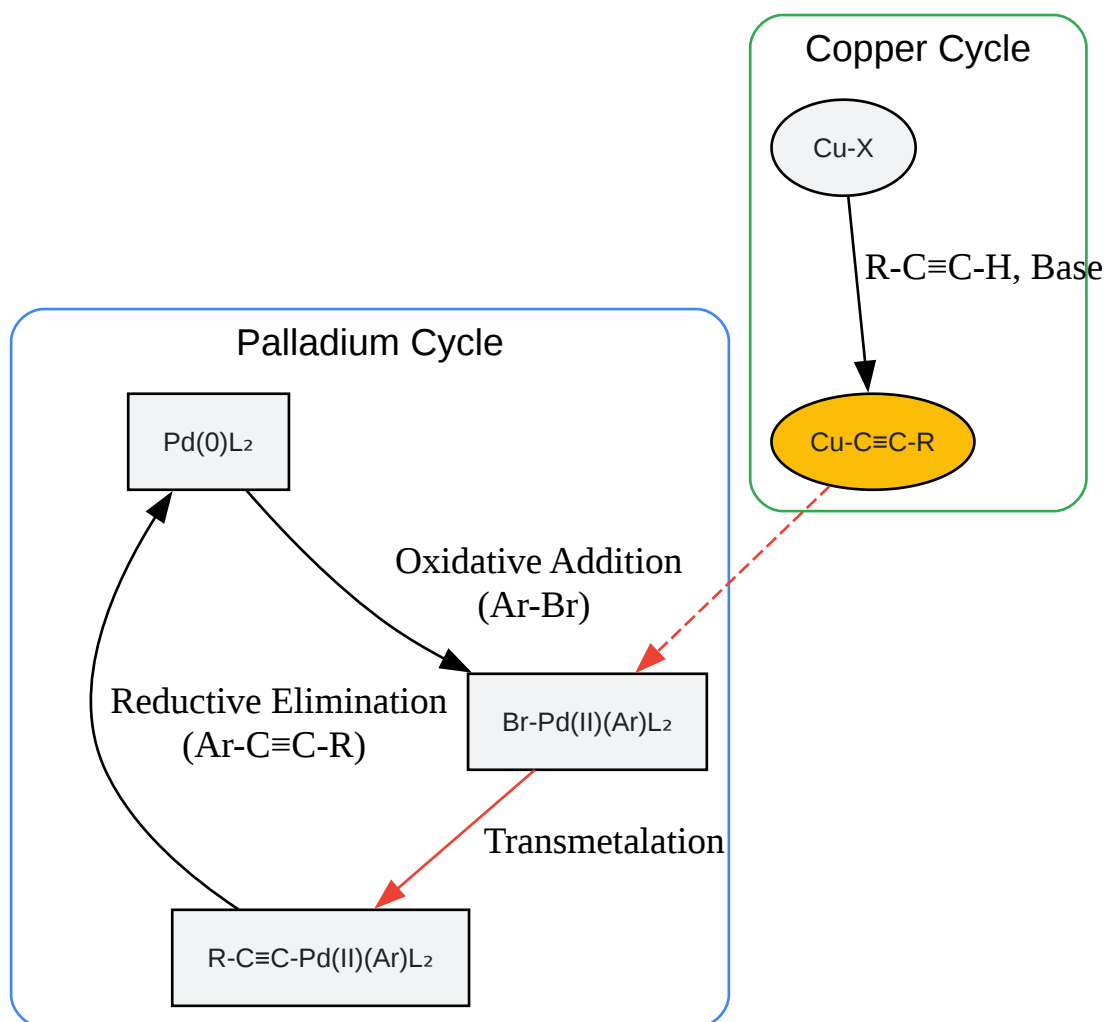 Copper Cycle
Cu-X
R-C≡C-H, Base
Palladium Cycle
Pd(0)L₂
Cu-C≡C-R
Oxidative Addition
(Ar-Br)
Reductive Elimination
(Ar-C≡C-R)
Br-Pd(II)(Ar)L₂
Transmetalation
R-C≡C-Pd(II)(Ar)L₂